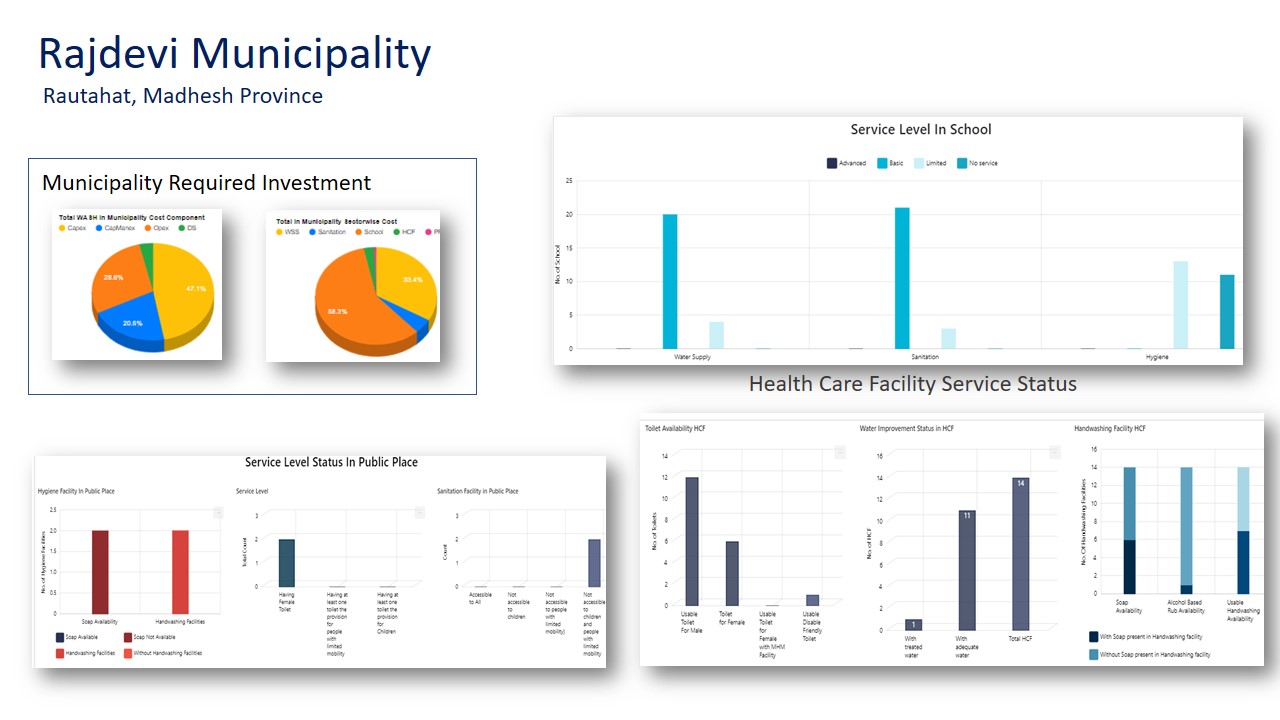 Rajdevi Municipality
Rautahat, Madhesh Province
Municipality Required Investment
Total WASH in Municipality Cost Component
Capex CapManex Opex DS
47.1%
20.6%
28.8%
Total in Municipality Sectorwise Cost
WSS Sanitation School HCF
33.4%
58.3%
Service Level In School
Advanced Basic Limited No service
No. of School
25
20
15
10
5
0
Water Supply Sanitation Hygiene
Health Care Facility Service Status
Service Level Status In Public Place
Hygiene Facility In Public Place
No. of Hygiene Facilities
2.5
2.0
1.5
1.0
0.5
0
Soap Availability Handwashing Facilities
Soap Available Soap Not Available
Handwashing Facilities Without Handwashing Facilities
Service Level
Total Count
3
2
1
0
Having
Female
Toilet
Having at
least one
toilet the
provision
for
people
with
limited
mobility
Having at
least one
toilet the
provision
for
Children
Sanitation Facility in Public Place
Count
3
2
1
0
Accessible
to All
Not
accessible
to
children
Not
accessible
to people
with
limited
mobility)
Not
accessible
to
children
and
people
with
limited
mobility
Toilet Availability HCF
No of Toilets
14
12
10
8
6
4
2
0
Usable
Toilet
For Male
Toilet
for Female
Usable
Toilet
for
Female
with MHM
Facility
Usable
Disable
Friendly
Toilet
Water Improvement Status in HCF
No. of HCF
16
14
12
10
8
6
4
2
0
1
11
14
With
treated
water
With
adequate
water
Total HCF
Handwashing Facility HCF
No. Of Handwashing Facilities
16
14
12
10
8
6
4
2
0
Soap
Availability
Alcohol Based
Rub Availability
Usable
Handwashing
Availability
With Soap present in Handwashing facility
Without Soap present in Handwashing facility